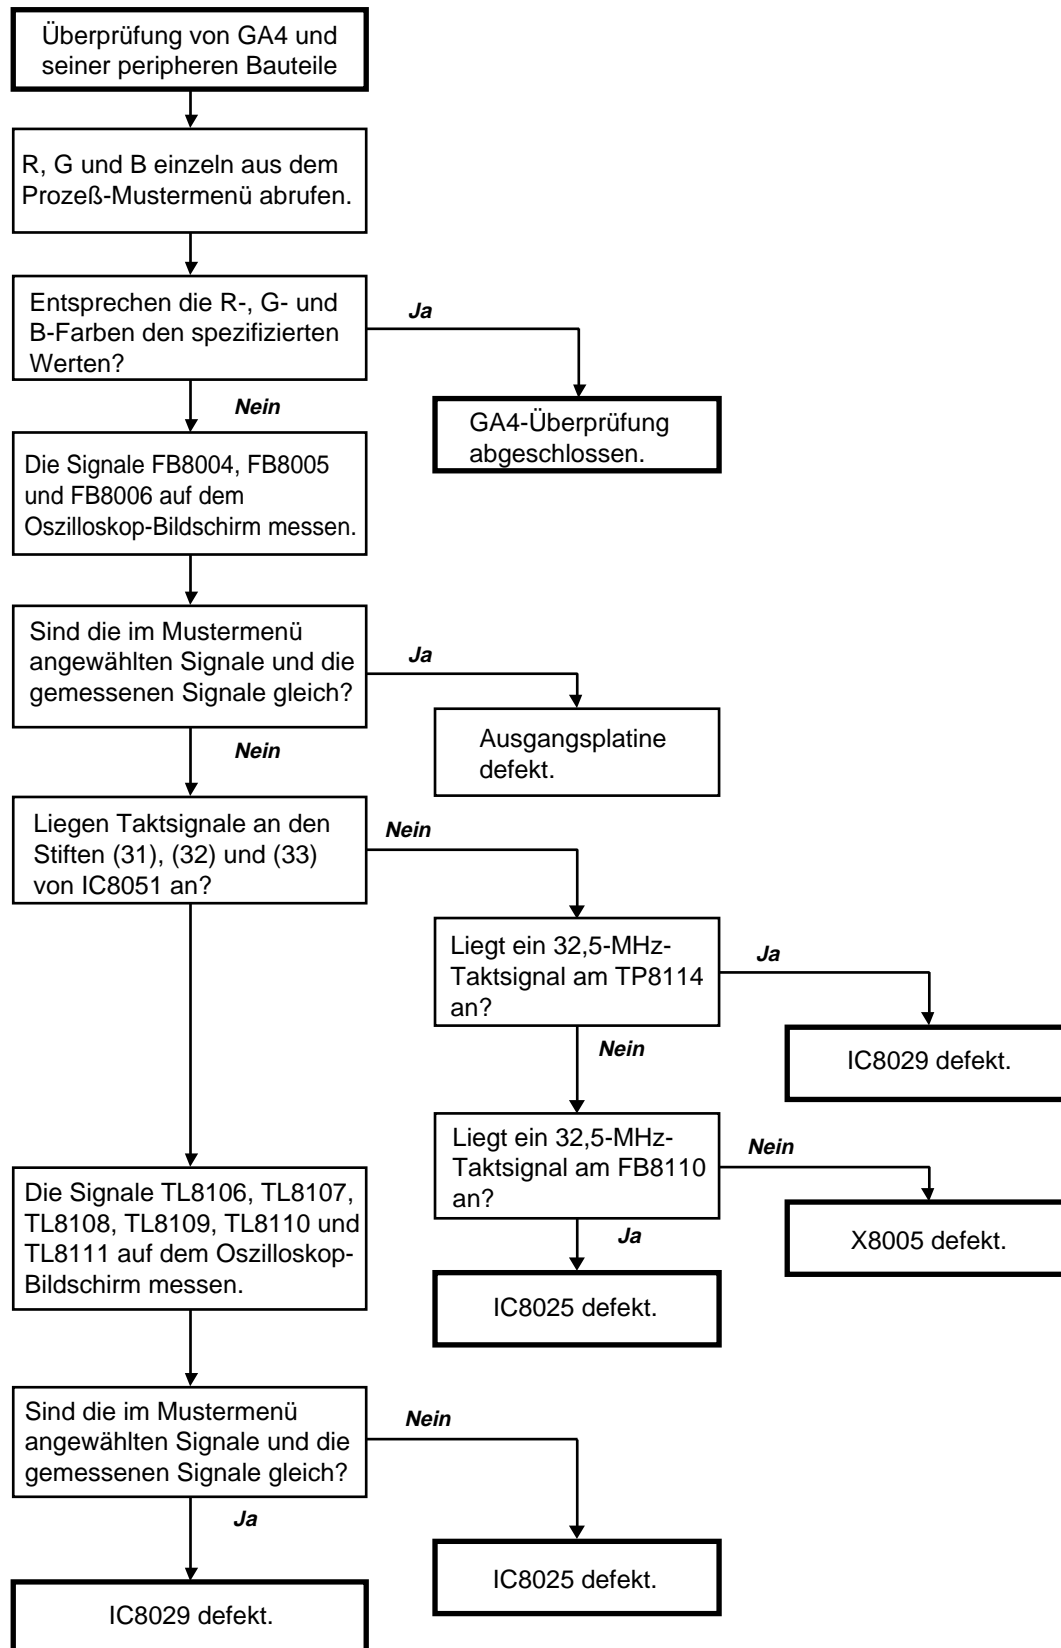 Überprüfung von GA4 und
seiner peripheren Bauteile
R, G und B einzeln aus dem
Prozeß-Mustermenü abrufen.
Entsprechen die R-, G- und
B-Farben den spezifizierten
Werten?
Ja
Nein
GA4-Überprüfung
abgeschlossen.
Die Signale FB8004, FB8005
und FB8006 auf dem
Oszilloskop-Bildschirm messen.
Sind die im Mustermenü
angewählten Signale und die
gemessenen Signale gleich?
Ja
Nein
Ausgangsplatine
defekt.
Liegen Taktsignale an den
Stiften (31), (32) und (33)
von IC8051 an?
Nein
Liegt ein 32,5-MHz-
Taktsignal am TP8114
an?
Ja
Nein
IC8029 defekt.
Liegt ein 32,5-MHz-
Taktsignal am FB8110
an?
Nein
Ja
X8005 defekt.
IC8025 defekt.
Die Signale TL8106, TL8107,
TL8108, TL8109, TL8110 und
TL8111 auf dem Oszilloskop-
Bildschirm messen.
Sind die im Mustermenü
angewählten Signale und die
gemessenen Signale gleich?
Nein
Ja
IC8025 defekt.
IC8029 defekt.